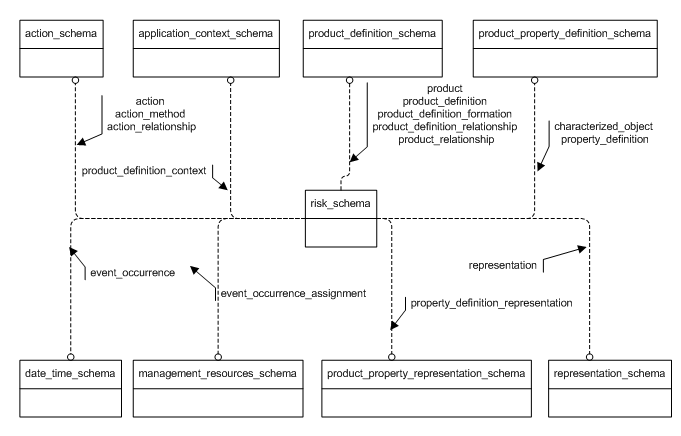 action_schema
application_context_schema
product_definition_schema
product_property_definition_schema
action
action_method
action_relationship
product
product_definition
product_definition_formation
product_definition_relationship
product_relationship
characterized_object
property_definition
product_definition_context
risk_schema
event_occurrence
representation
event_occurrence_assignment
property_definition_representation
date_time_schema
management_resources_schema
product_property_representation_schema
representation_schema